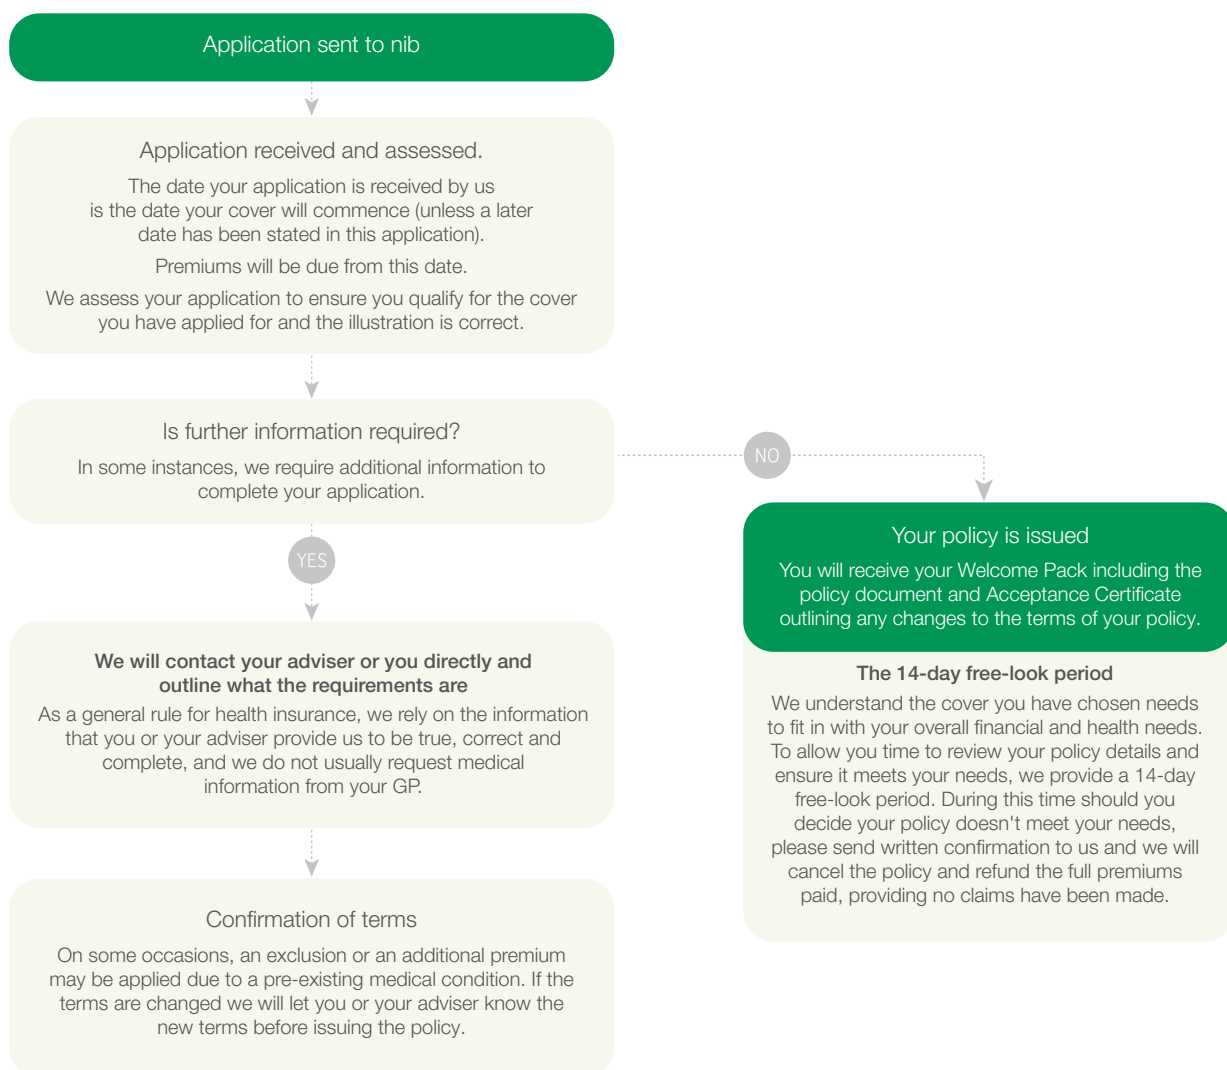 Application sent to nib
Application received and assessed.
The date your application is received by us
is the date your cover will commence (unless a later
date has been stated in this application).
Premiums will be due from this date.
We assess your application to ensure you qualify for the cover
you have applied for and the illustration is correct.
Is further information required?
In some instances, we require additional information to
complete your application.
NO
YES
Your policy is issued
You will receive your Welcome Pack including the
policy document and Acceptance Certificate
outlining any changes to the terms of your policy.
The 14-day free-look period
We understand the cover you have chosen needs
to fit in with your overall financial and health needs.
To allow you time to review your policy details and
ensure it meets your needs, we provide a 14-day
free-look period. During this time should you
decide your policy doesn't meet your needs,
please send written confirmation to us and we will
cancel the policy and refund the full premiums
paid, providing no claims have been made.
We will contact your adviser or you directly and
outline what the requirements are
As a general rule for health insurance, we rely on the information
that you or your adviser provide us to be true, correct and
complete, and we do not usually request medical
information from your GP.
Confirmation of terms
On some occasions, an exclusion or an additional premium
may be applied due to a pre-existing medical condition. If the
terms are changed we will let you or your adviser know the
new terms before issuing the policy.